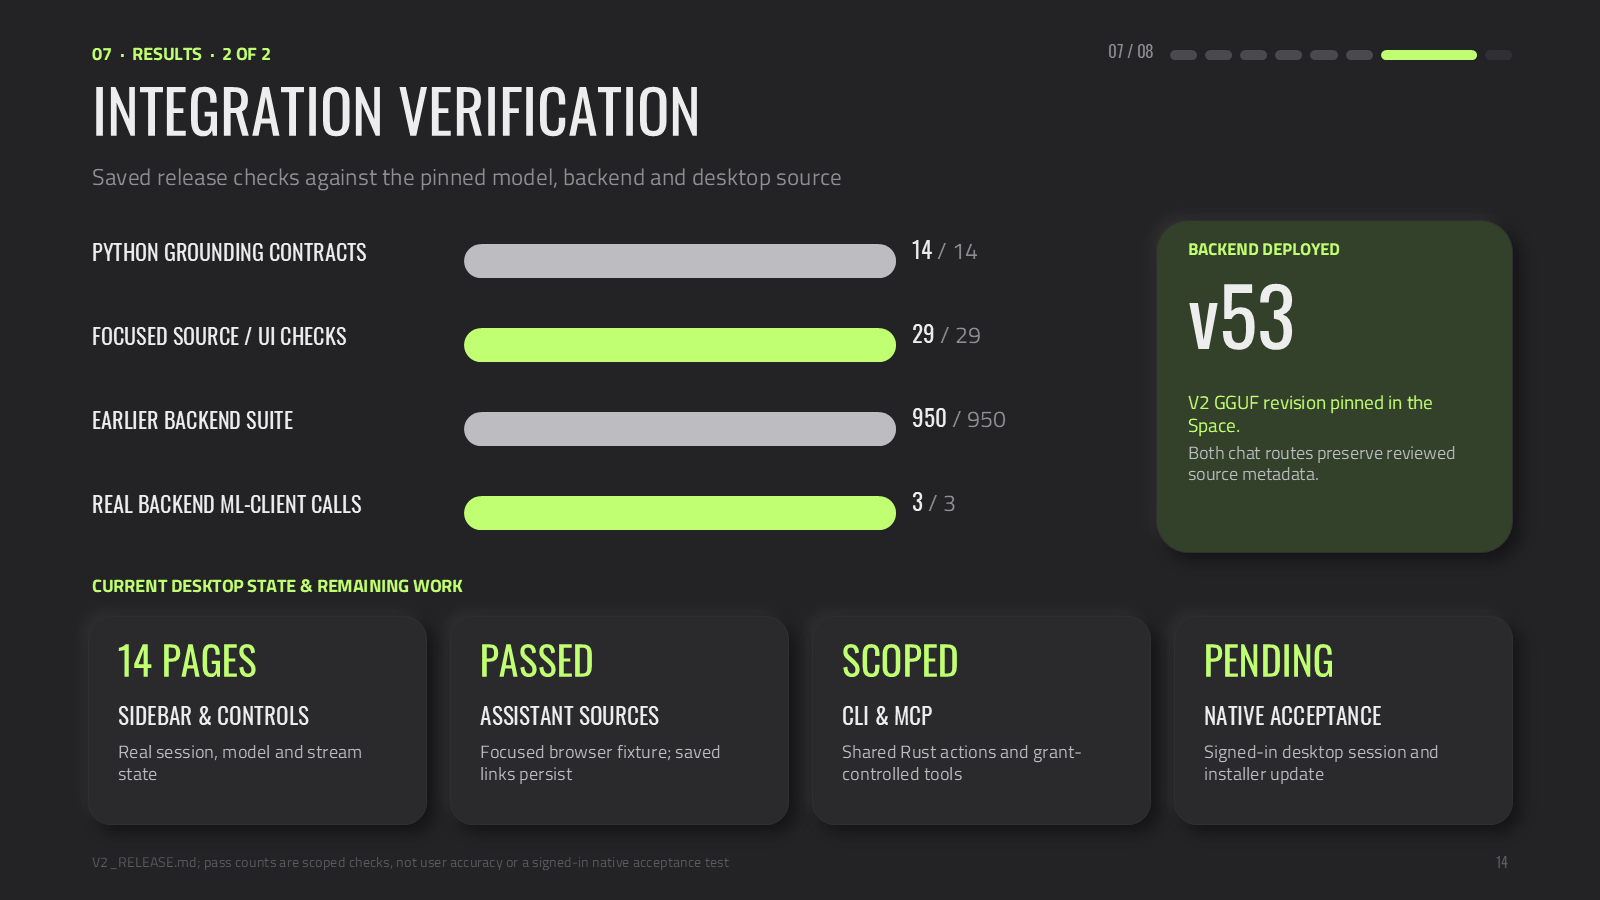 07 · RESULTS · 2 OF 2
07 / 08
INTEGRATION VERIFICATION
Saved release checks against the pinned model, backend and desktop source
PYTHON GROUNDING CONTRACTS
14 / 14
FOCUSED SOURCE / UI CHECKS
29 / 29
EARLIER BACKEND SUITE
950 / 950
REAL BACKEND ML-CLIENT CALLS
3 / 3
BACKEND DEPLOYED
v53
V2 GGUF revision pinned in the
Space.
Both chat routes preserve reviewed
source metadata.
CURRENT DESKTOP STATE & REMAINING WORK
14 PAGES
SIDEBAR & CONTROLS
Real session, model and stream
state
PASSED
ASSISTANT SOURCES
Focused browser fixture; saved
links persist
SCOPED
CLI & MCP
Shared Rust actions and grant-
controlled tools
PENDING
NATIVE ACCEPTANCE
Signed-in desktop session and
installer update
V2_RELEASE.md; pass counts are scoped checks, not user accuracy or a signed-in native acceptance test
14